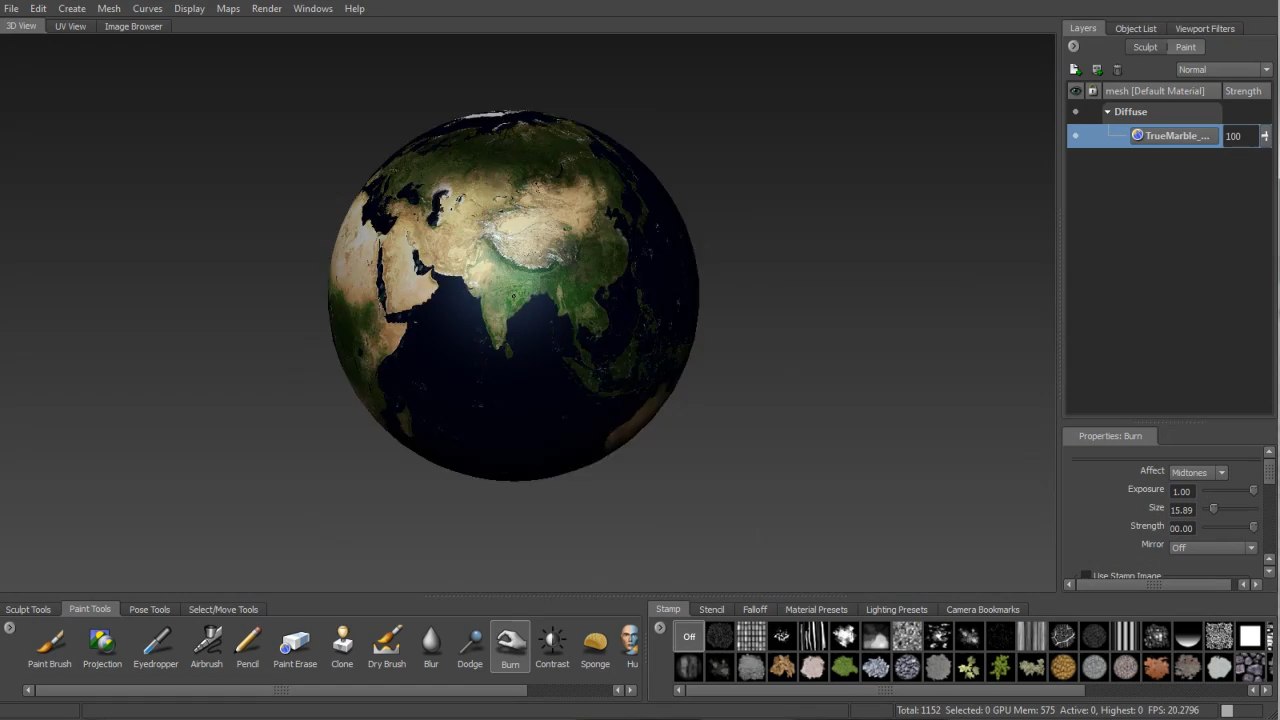 File Edit Create Mesh Curves Display Maps Render Windows Help
3D View UV View Image Browser
Layers Object List Viewport Filters
Sculpt Paint
Normal
mesh [Default Material] Strength
Diffuse
TrueMarble_... 100
Properties: Burn
Affect Midtones
Exposure 1.00
Size 15.89
Strength 00.00
Mirror Off
Use Stamp Image
Sculpt Tools Paint Tools Pose Tools Select/Move Tools
Stamp Stencil Falloff Material Presets Lighting Presets Camera Bookmarks
Off
Paint Brush Projection Eyedropper Airbrush Pencil Paint Erase Clone Dry Brush Blur Dodge Burn Contrast Sponge Hu
Total: 1152 Selected: 0 GPU Mem: 575 Active: 0, Highest: 0 FPS: 20.2796